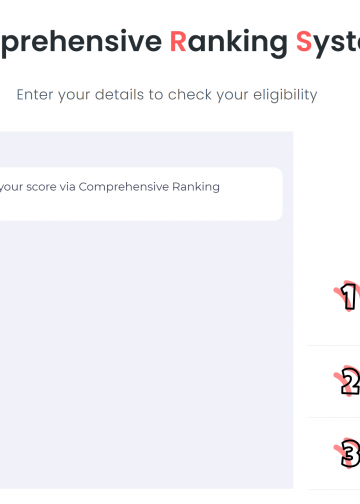 prehensive Ranking Syst
Enter your details to check your eligibility
your score via Comprehensive Ranking
1
2
3